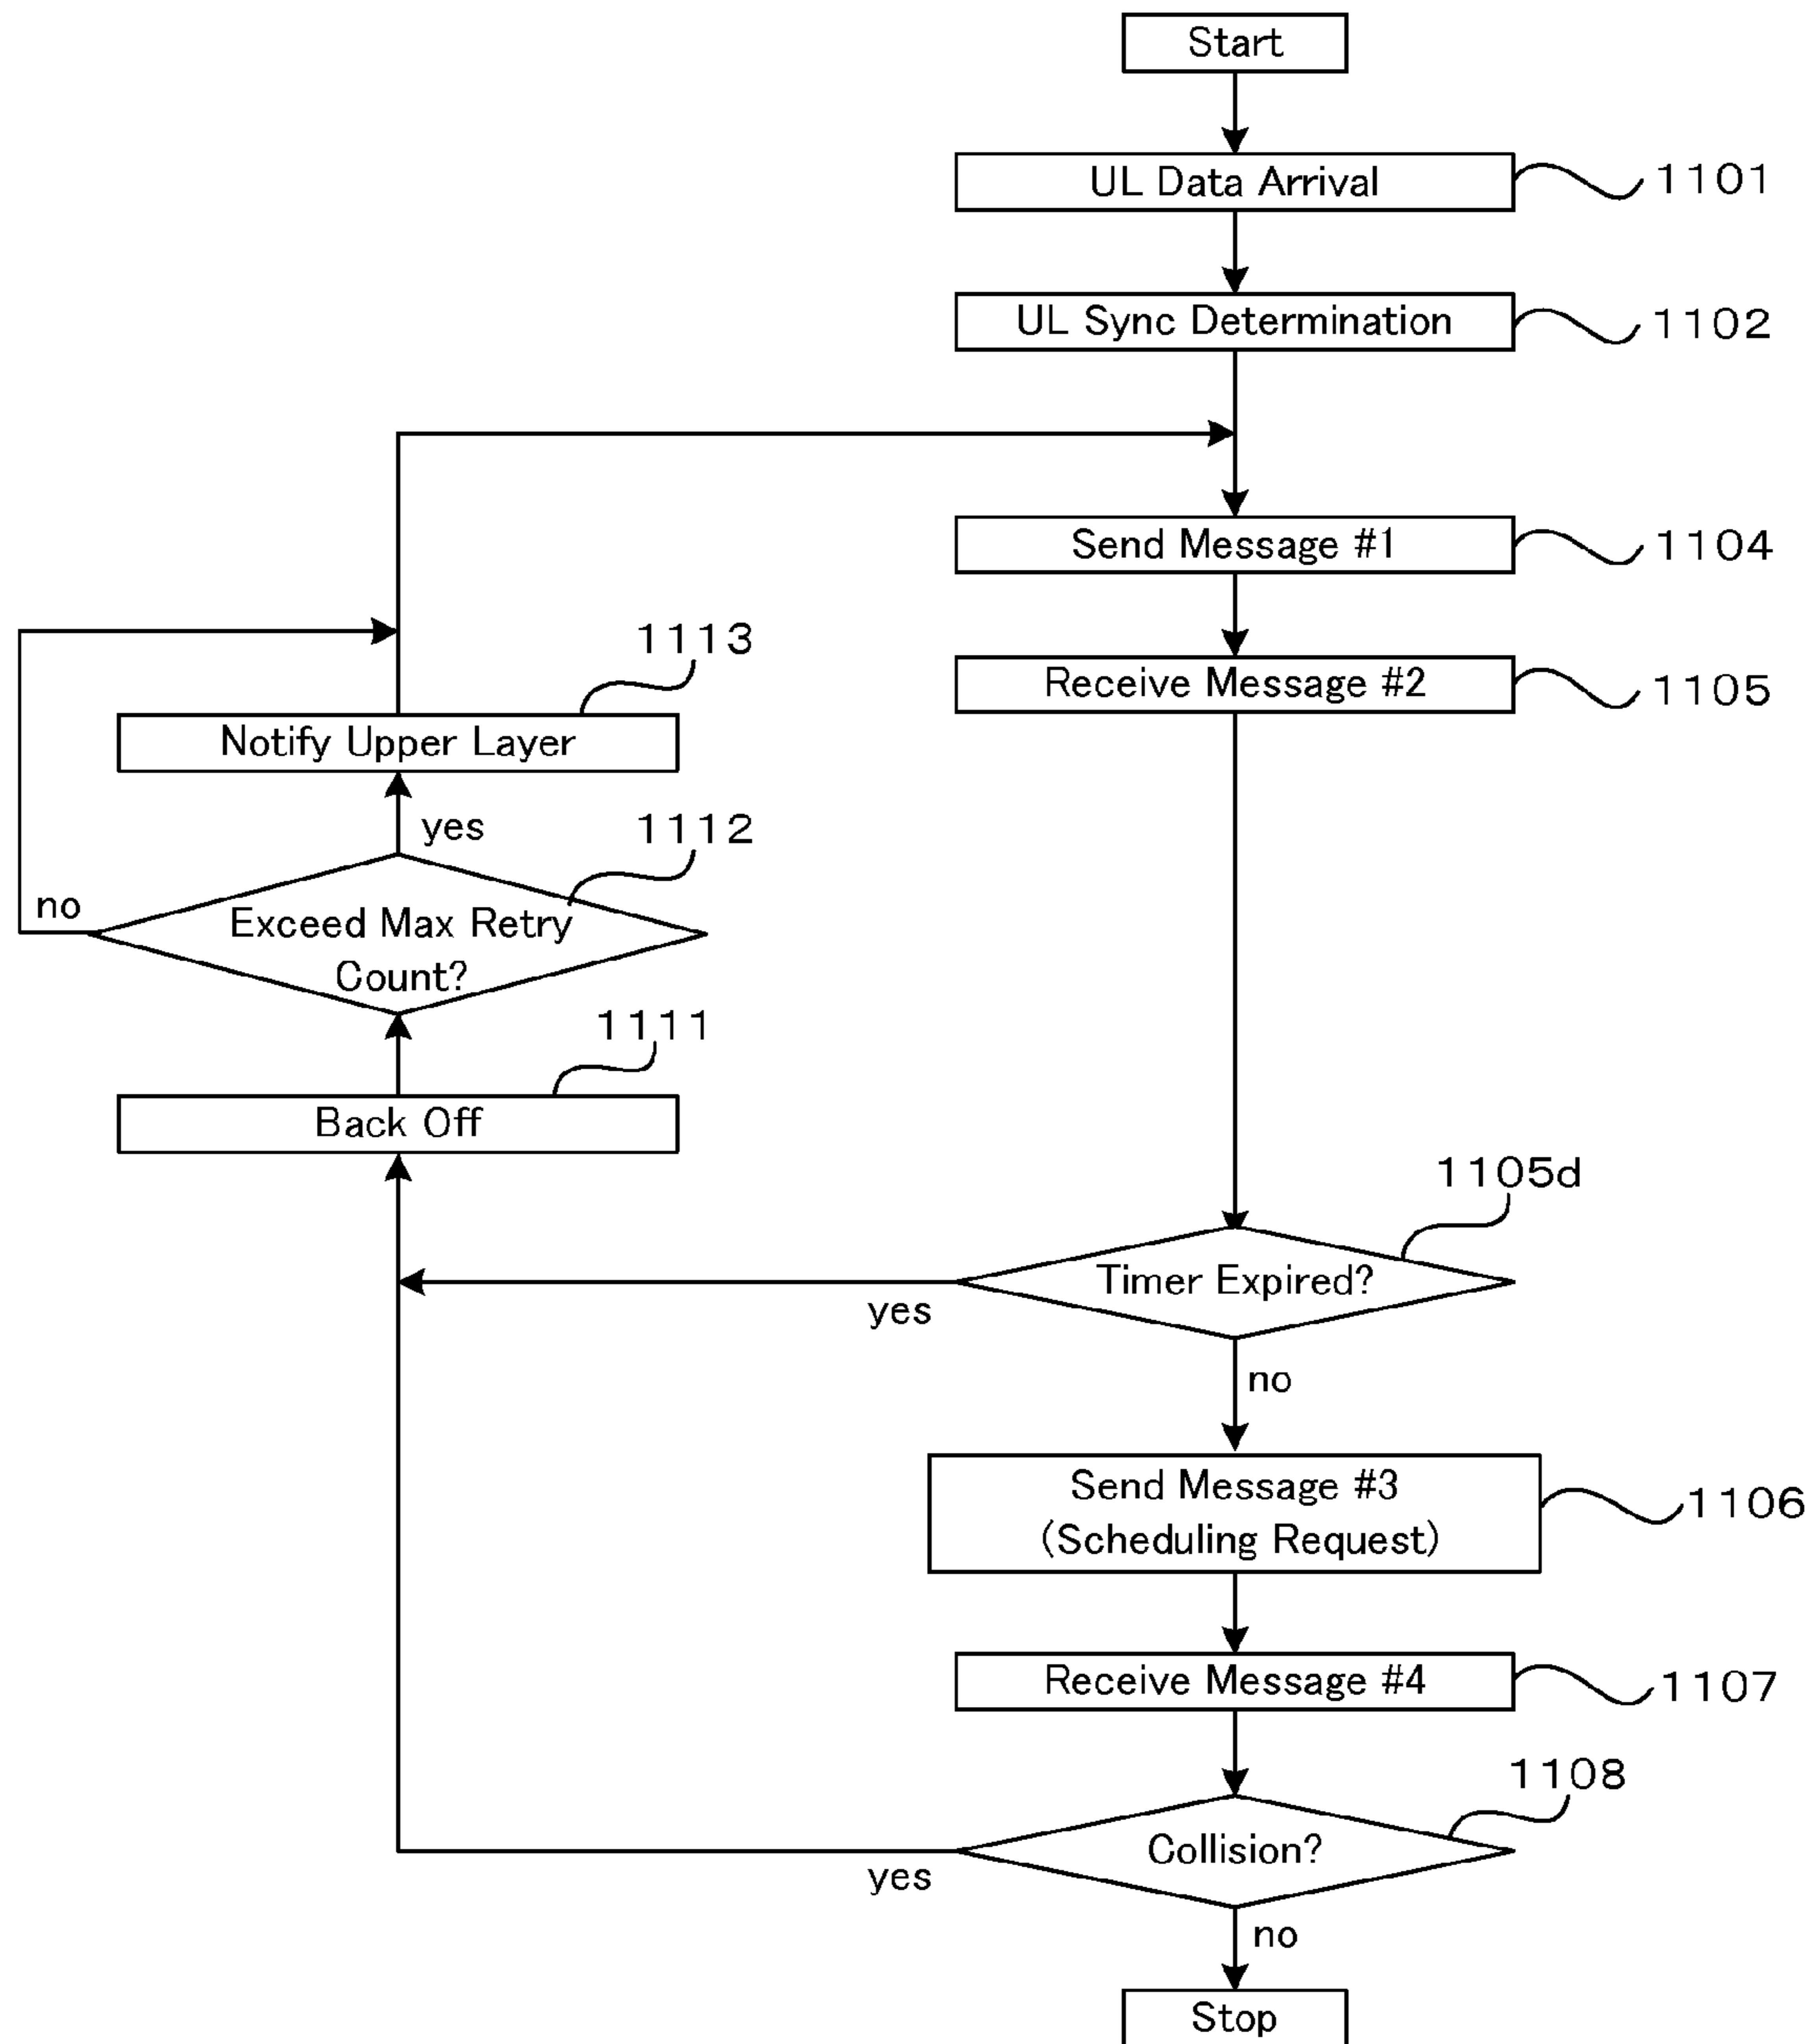 Start
UL Data Arrival
1101
UL Sync Determination
1102
Send Message #1
1104
1113
Receive Message #2
1105
Notify Upper Layer
yes
1112
no
Exceed Max Retry
Count?
1111
Back Off
1105d
Timer Expired?
yes
no
Send Message #3
(Scheduling Request)
1106
Receive Message #4
1107
1108
Collision?
yes
no
Stop